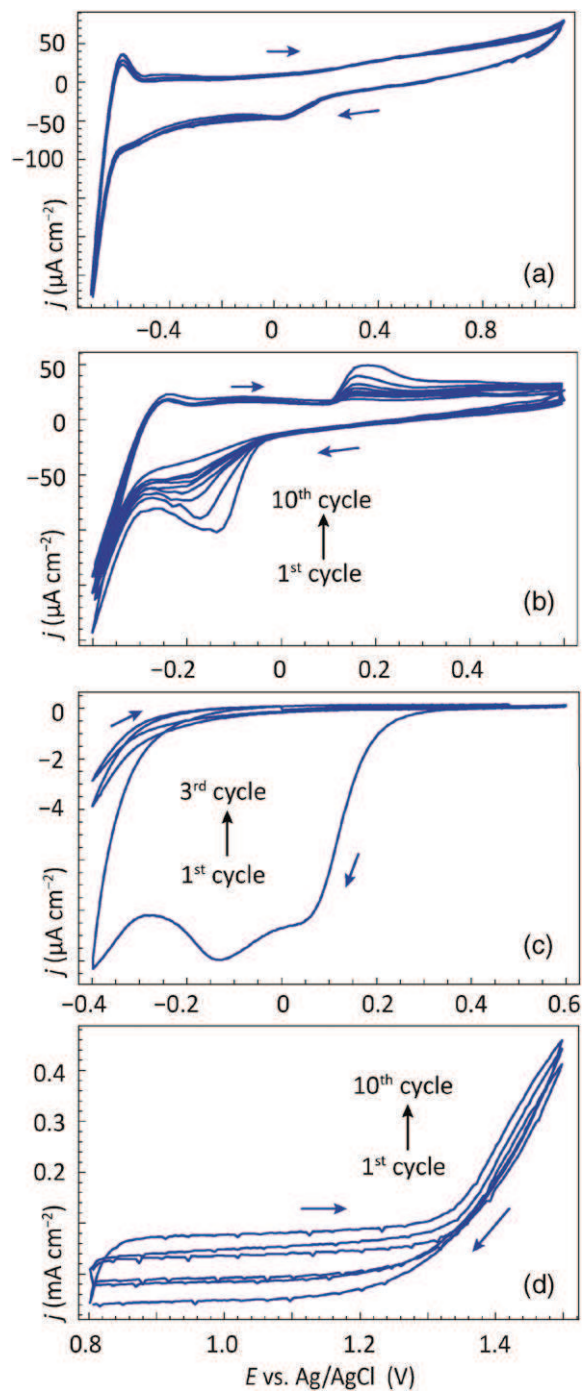 50
0
−50
−100
j (µA cm−2)
(a)
−0.4 0 0.4 0.8
50
0
−50
j (µA cm−2)
10th cycle
1st cycle
(b)
−0.2 0 0.2 0.4
0
−2
−4
j (µA cm−2)
3rd cycle
1st cycle
(c)
−0.4 −0.2 0 0.2 0.4 0.6
0.4
0.3
0.2
j (mA cm−2)
10th cycle
1st cycle
(d)
0.8 1.0 1.2 1.4
E vs. Ag/AgCl (V)